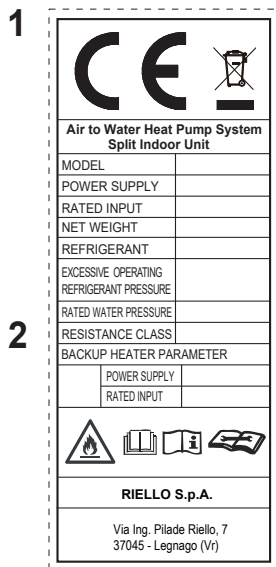 1
CE
Air to Water Heat Pump System
Split Indoor Unit
MODEL
POWER SUPPLY
RATED INPUT
NET WEIGHT
REFRIGERANT
EXCESSIVE OPERATING
REFRIGERANT PRESSURE
RATED WATER PRESSURE
2
RESISTANCE CLASS
BACKUP HEATER PARAMETER
POWER SUPPLY
RATED INPUT
i
RIELLO S.p.A.
Via Ing. Pilade Riello, 7
37045 - Legnago (Vr)